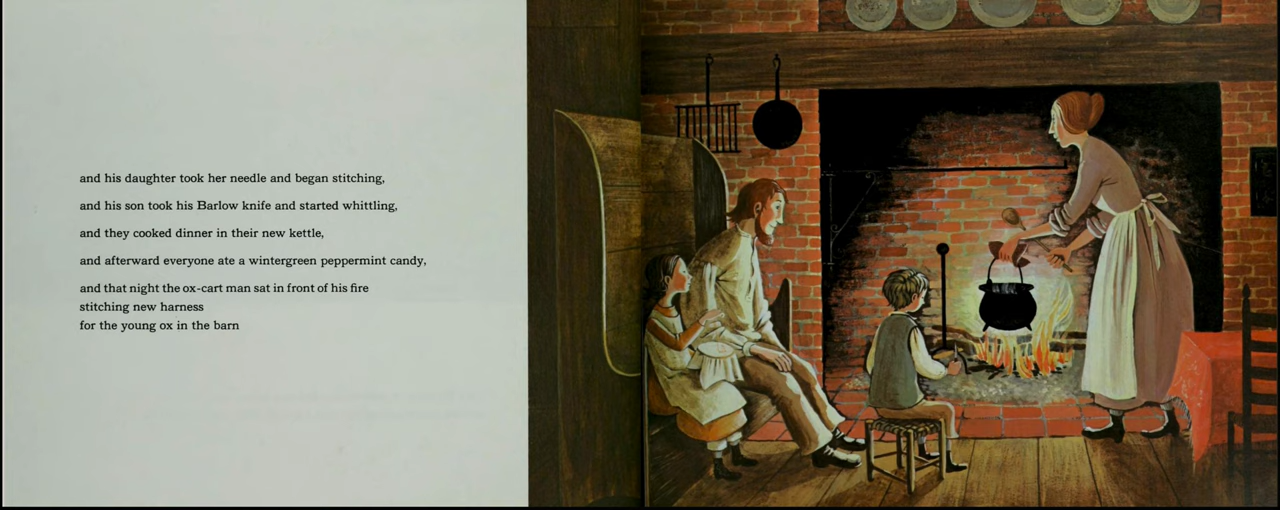 and his daughter took her needle and began stitching,
and his son took his Barlow knife and started whittling,
and they cooked dinner in their new kettle,
and afterward everyone ate a wintergreen peppermint candy,
and that night the ox-cart man sat in front of his fire
stitching new harness
for the young ox in the barn